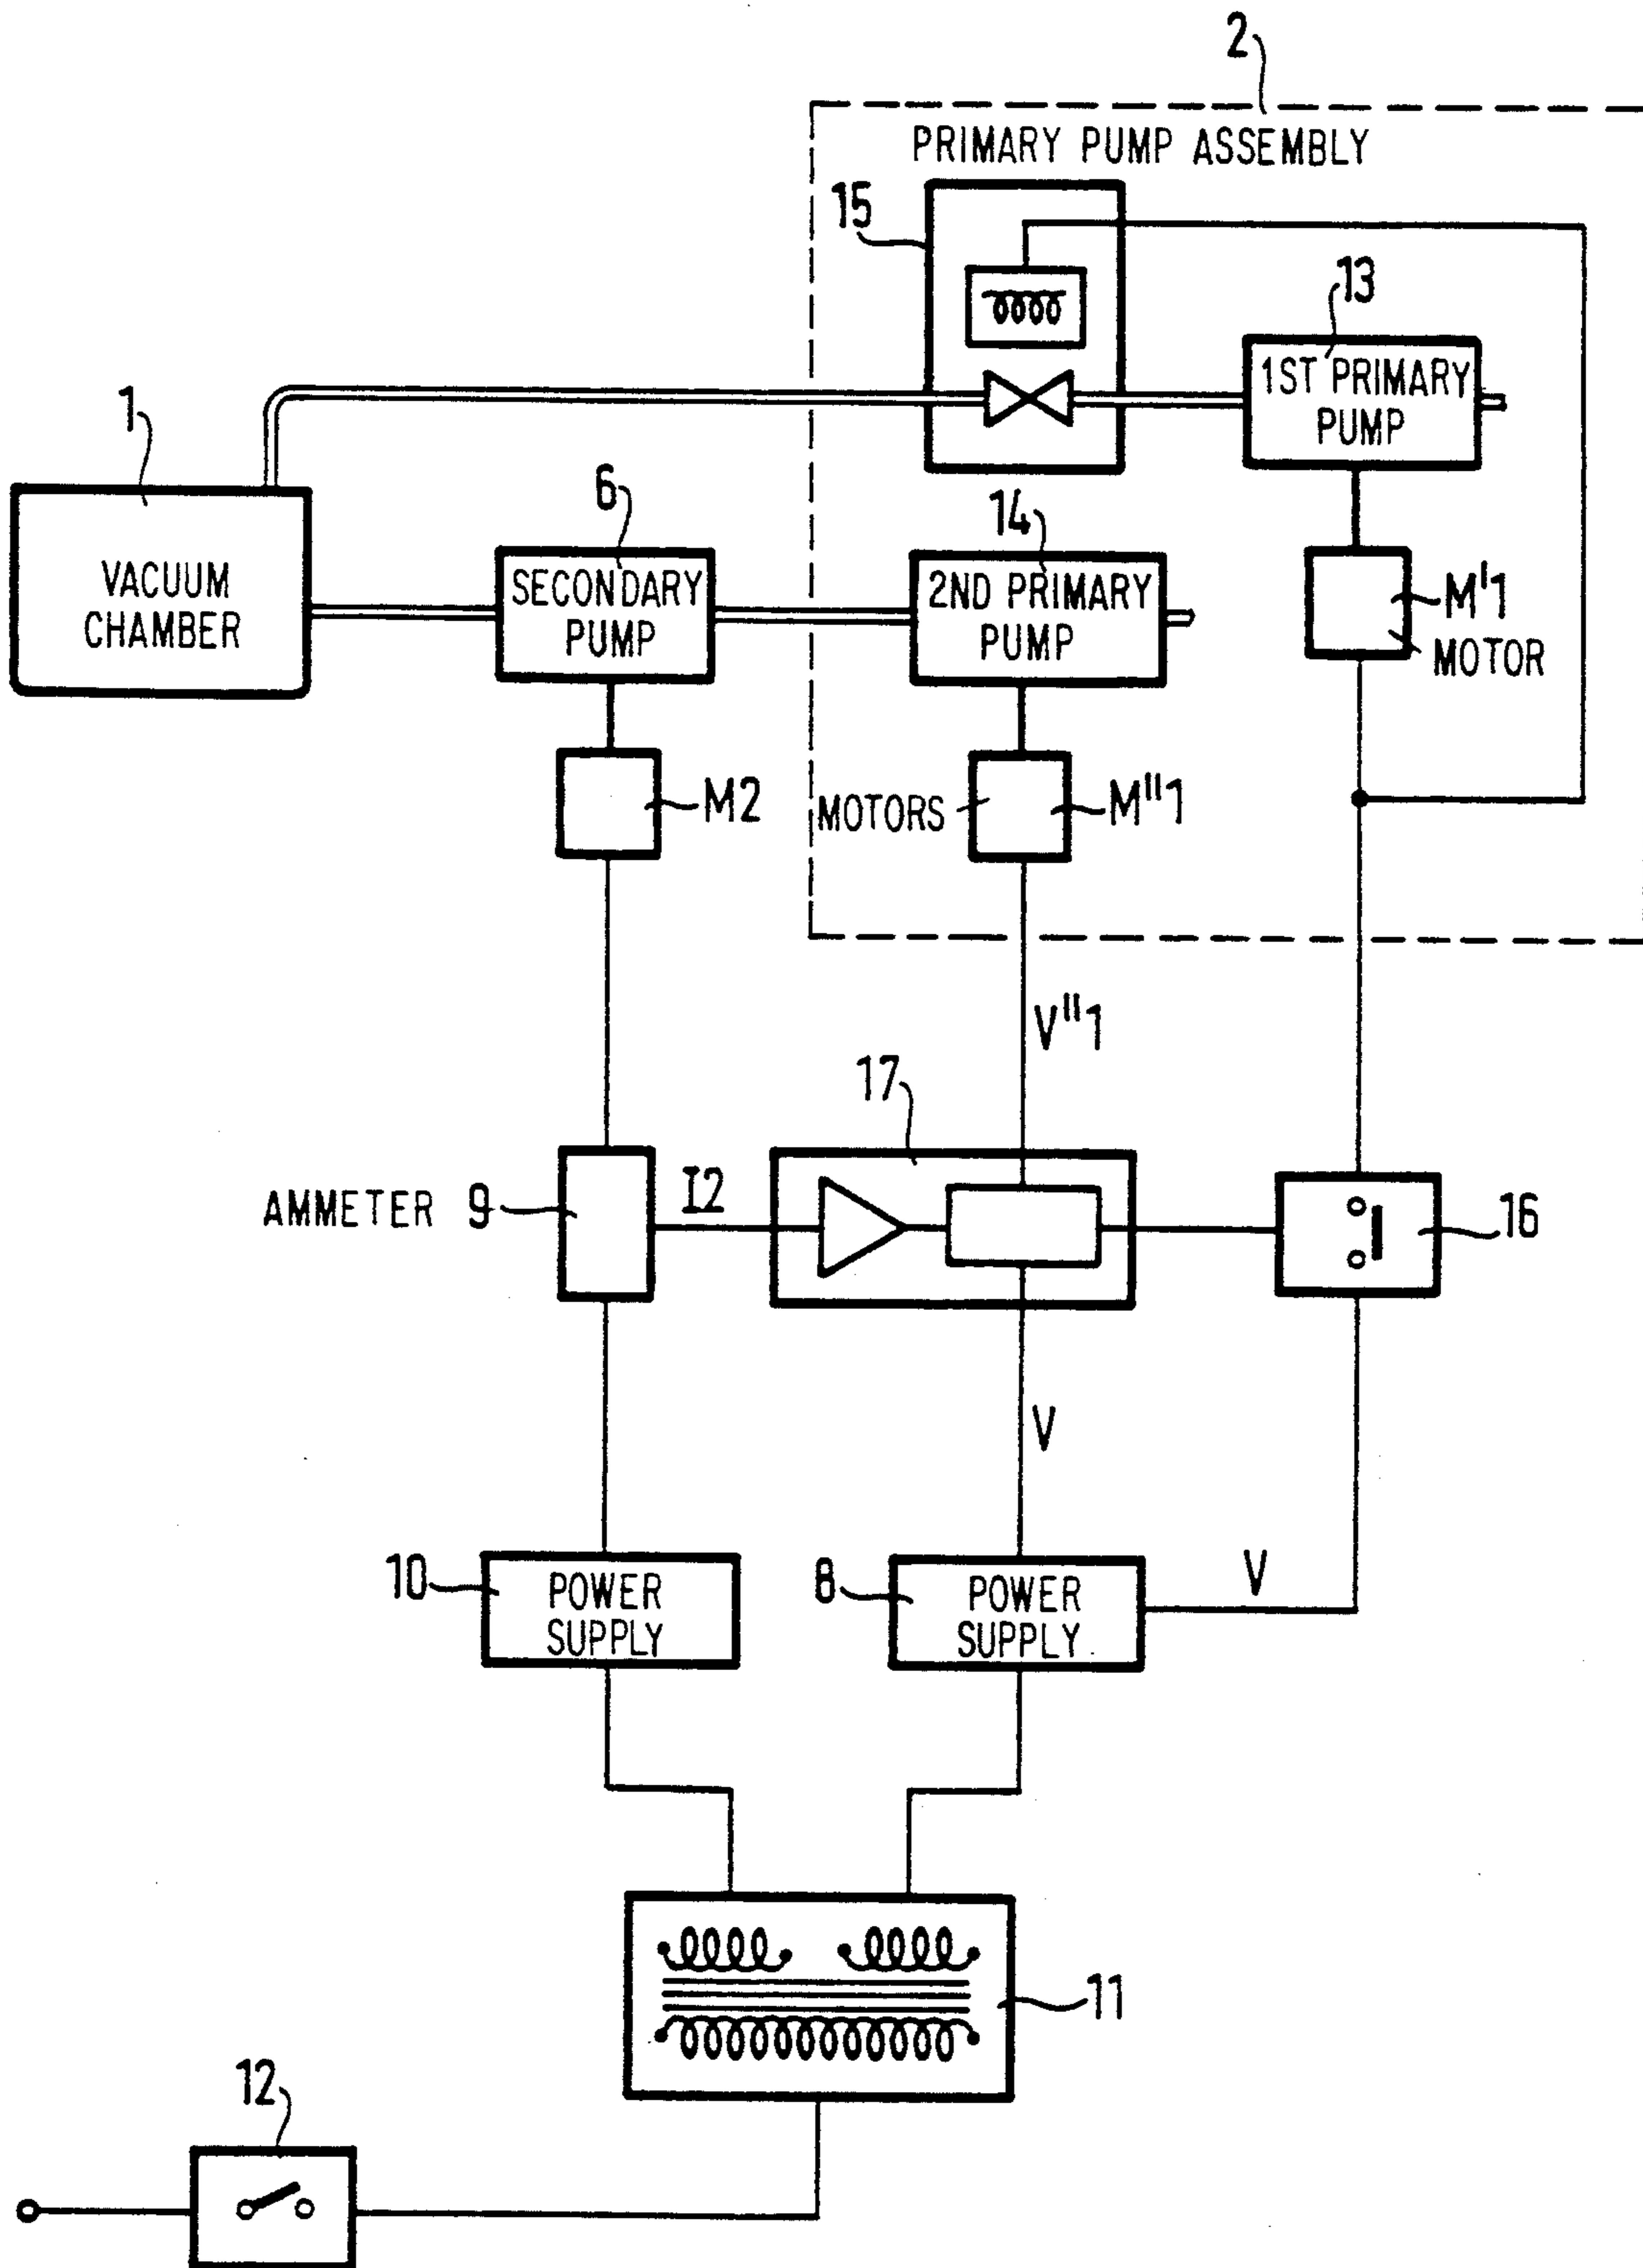 2
PRIMARY PUMP ASSEMBLY
15
13
1ST PRIMARY
PUMP
1
VACUUM
CHAMBER
6
SECONDARY
PUMP
14
2ND PRIMARY
PUMP
M'1
MOTOR
M2
MOTORS
M"1
V"1
17
AMMETER 9
I2
16
V
10
POWER
SUPPLY
8
POWER
SUPPLY.
V
11
12